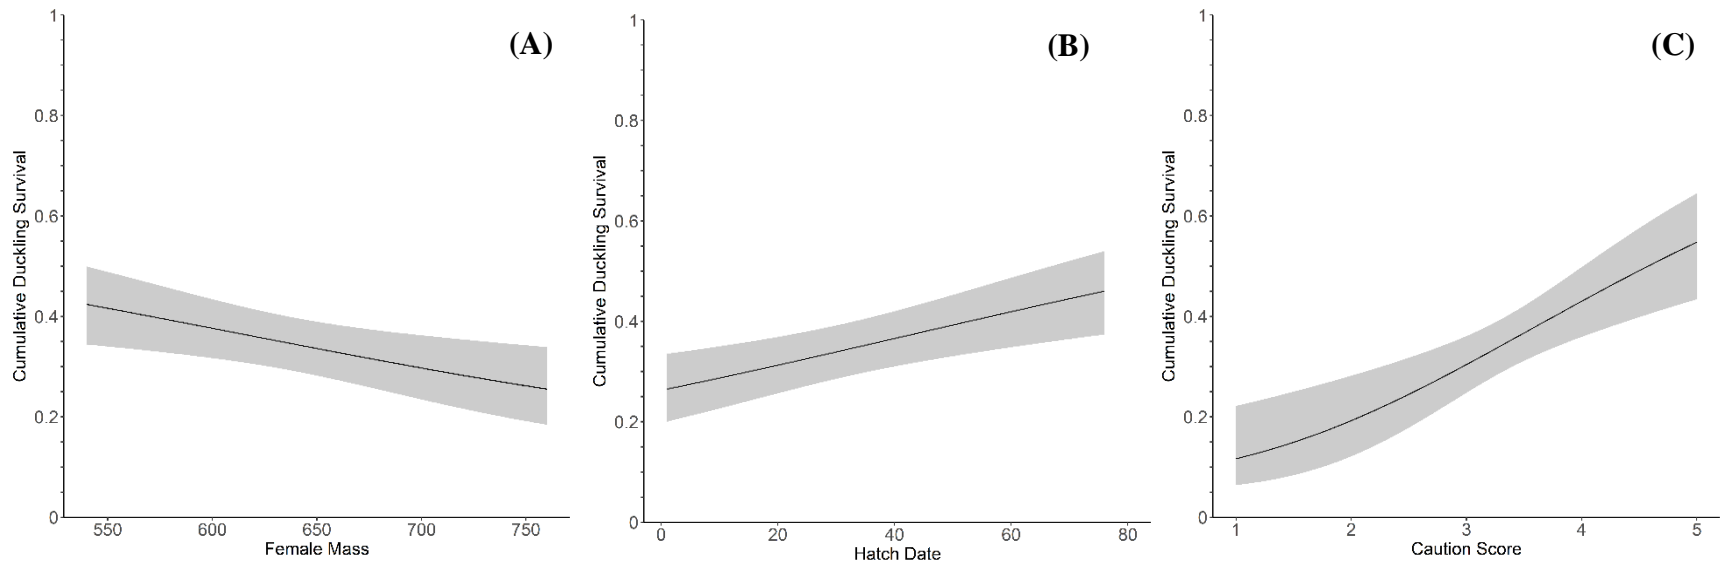 (A)
Cumulative Duckling Survival
1
0.8
0.6
0.4
0.2
0
550 600 650 700 750
Female Mass
(B)
Cumulative Duckling Survival
1
0.8
0.6
0.4
0.2
0
0 20 40 60 80
Hatch Date
(C)
Cumulative Duckling Survival
1
0.8
0.6
0.4
0.2
0
1 2 3 4 5
Caution Score